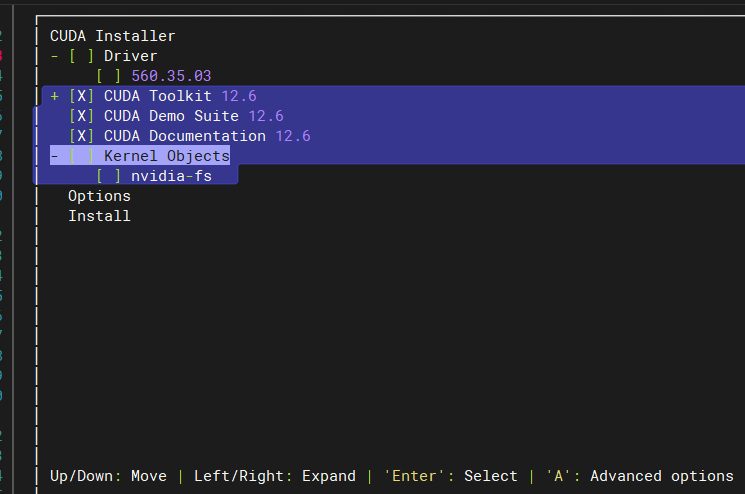 CUDA Installer
- [ ] Driver
[ ] 560.35.03
+ [X] CUDA Toolkit 12.6
[X] CUDA Demo Suite 12.6
[X] CUDA Documentation 12.6
- [ ] Kernel Objects
[ ] nvidia-fs
Options
Install
Up/Down: Move | Left/Right: Expand | 'Enter': Select | 'A': Advanced options